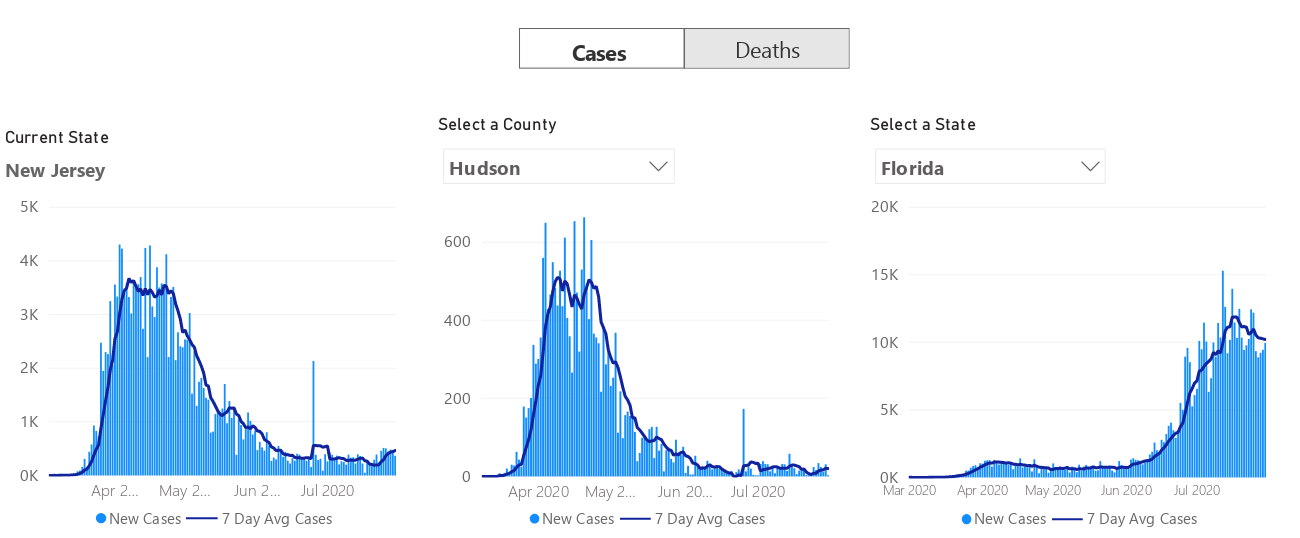 Cases Deaths
Current State
New Jersey
5K
4K
3K
2K
1K
0K
Apr 2... May 2... Jun 2... Jul 2020
New Cases 7 Day Avg Cases
Select a County
Hudson
600
400
200
0
Apr 2020 May 2... Jun 20... Jul 2020
New Cases 7 Day Avg Cases
Select a State
Florida
20K
15K
10K
5K
0K
Mar 2020 Apr 2020 May 2020 Jun 2020 Jul 2020
New Cases 7 Day Avg Cases